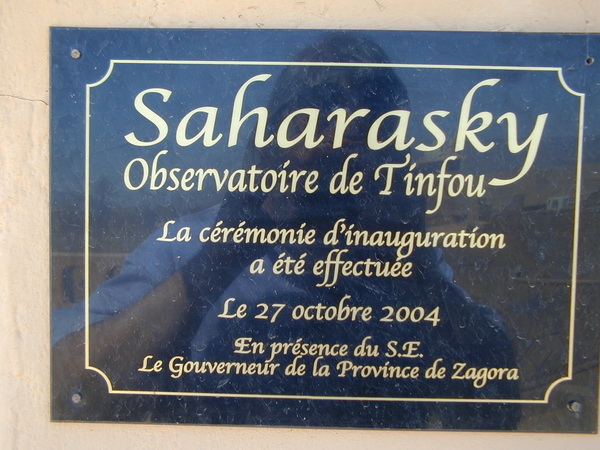 Saharasky
Observatoire de Tinfou
La cérémonie d'inauguration
a été effectuée
Le 27 octobre 2004
En présence du S.E.
Le Gouverneur de la Province de Zagora